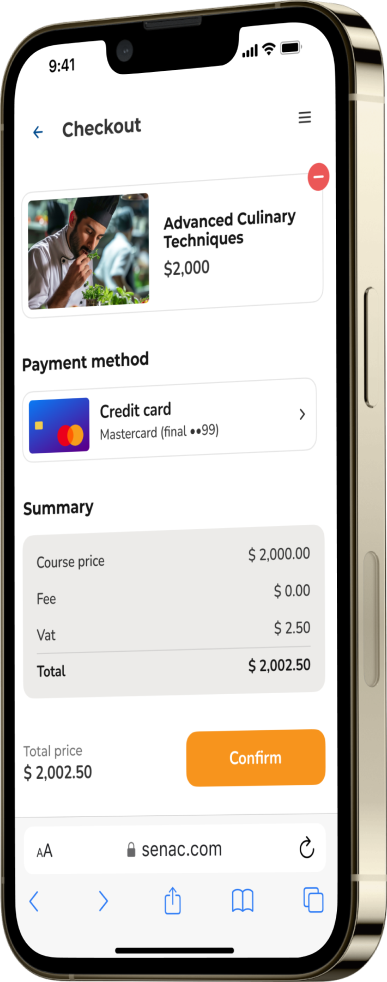 9:41
Checkout
Advanced Culinary
Techniques
$2,000
Payment method
Credit card
Mastercard (final ••99)
Summary
Course price $ 2,000.00
Fee $ 0.00
Vat $ 2.50
Total $ 2,002.50
Total price
$ 2,002.50
Confirm
AA senac.com